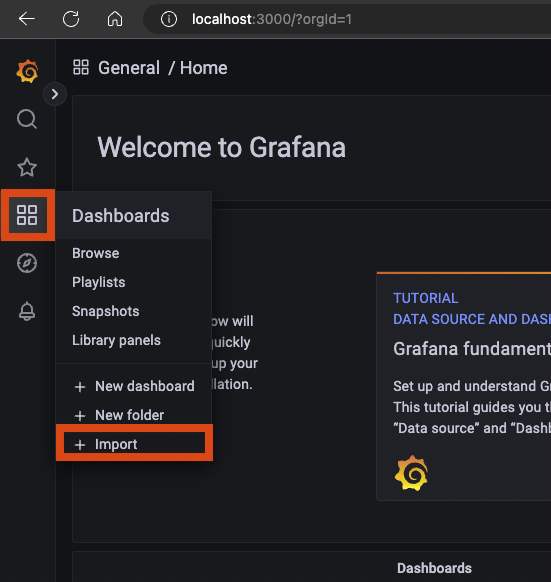 localhost:3000/?orgId=1
General / Home
Welcome to Grafana
Dashboards
Browse
Playlists
Snapshots
Library panels
+ New dashboard
+ New folder
+ Import
ow will
quickly
up your
llation.
TUTORIAL
DATA SOURCE AND DAS
Grafana fundament
Set up and understand G
This tutorial guides you t
“Data source” and “Dash
Dashboards